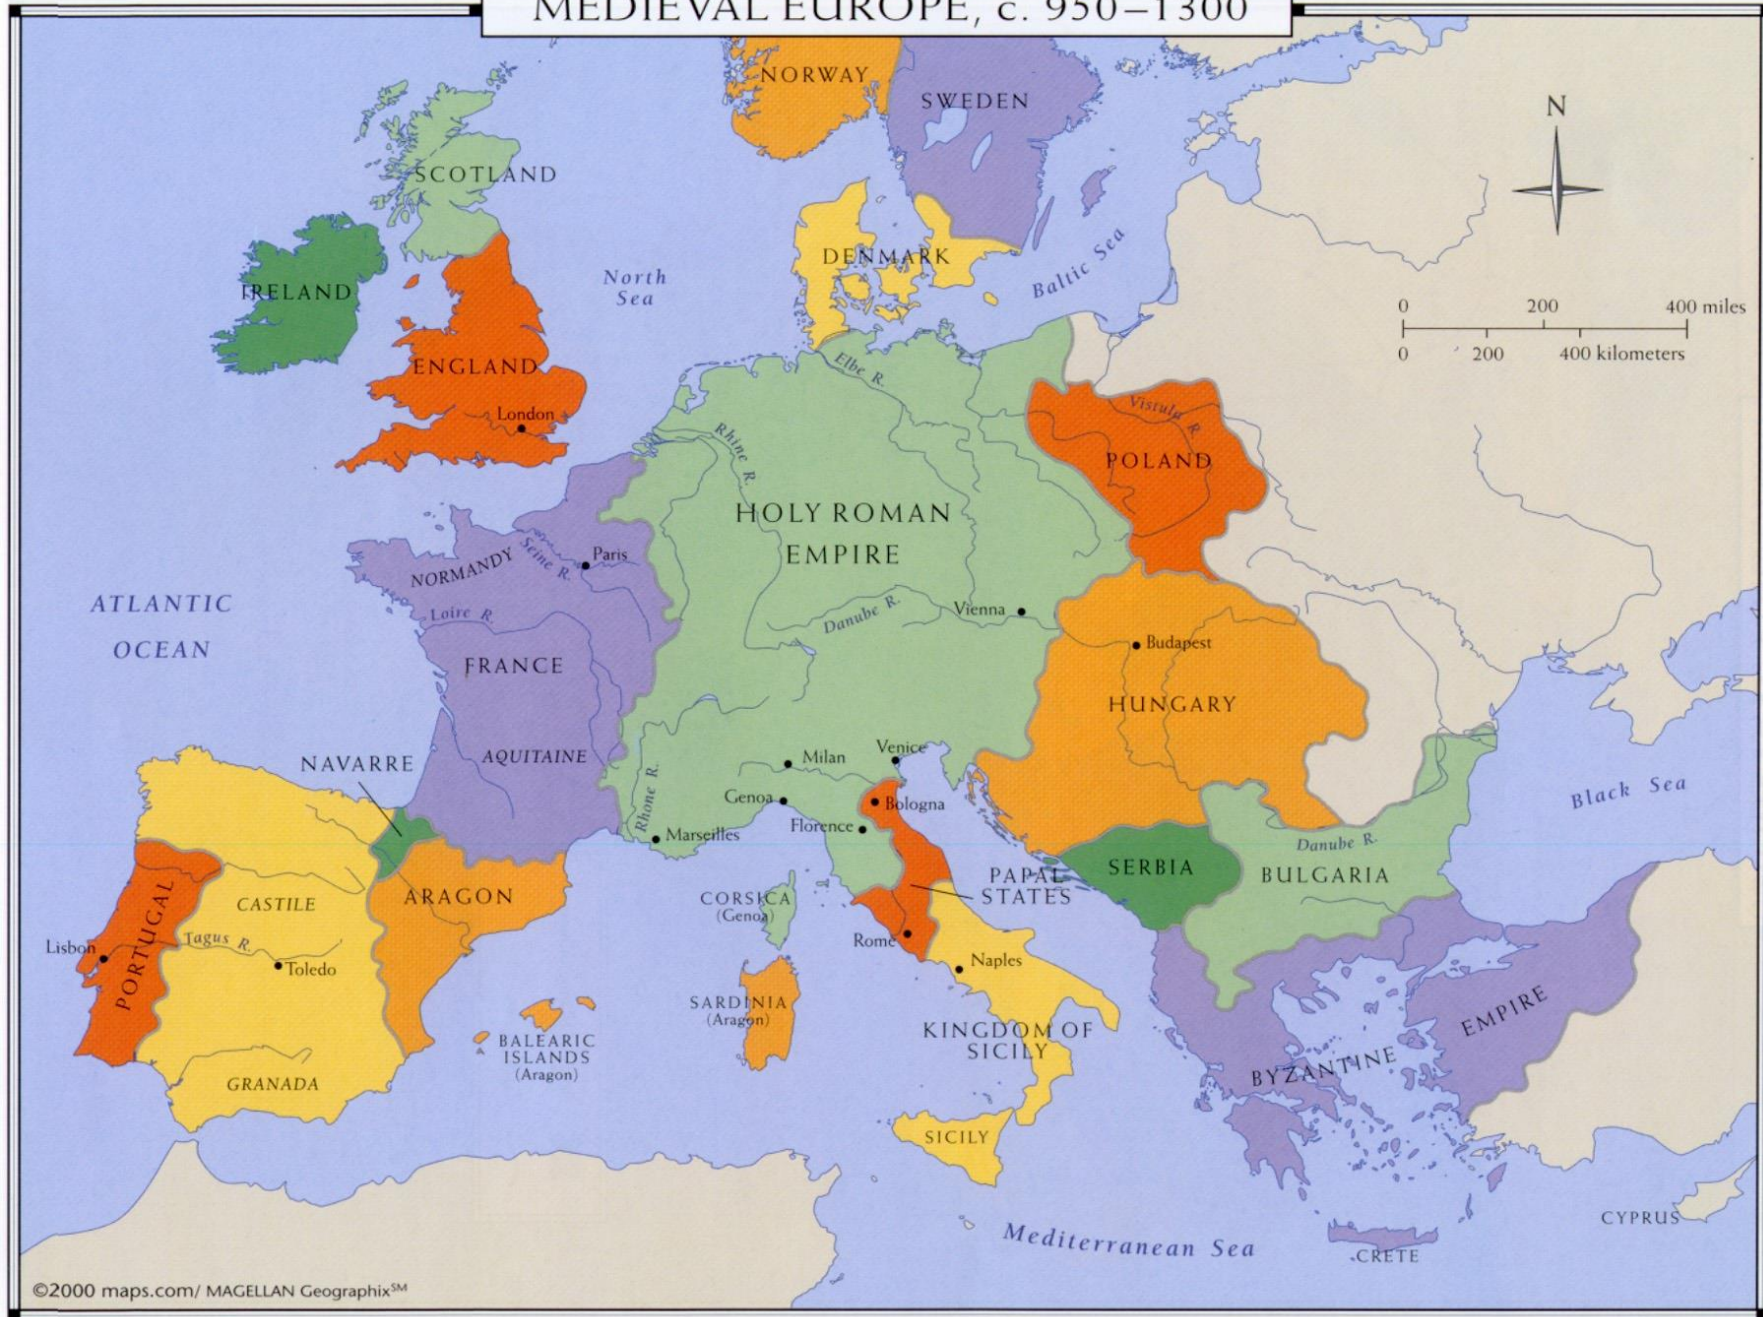 MEDIEVAL EUROPE, c. 950–1300
NORWAY
SWEDEN
N
SCOTLAND
IRELAND
North
Sea
DENMARK
Baltic Sea
0 200 400 miles
0 200 400 kilometers
ENGLAND
London
Elbe R.
Rhine R.
Vistula R.
POLAND
HOLY ROMAN
EMPIRE
NORMANDY
Seine R.
Paris
ATLANTIC
OCEAN
Loire R.
Danube R.
Vienna
Budapest
FRANCE
HUNGARY
NAVARRE
AQUITAINE
Rhone R.
Milan
Venice
Genoa
Bologna
Florence
Marseilles
Black Sea
Danube R.
SERBIA
BULGARIA
PORTUGAL
CASTILE
ARAGON
CORSICA
(Genoa)
PAPAL
STATES
Lisbon
Tagus R.
Toledo
Rome
Naples
SARDINIA
(Aragon)
BALEARIC
ISLANDS
(Aragon)
KINGDOM OF
SICILY
BYZANTINE
EMPIRE
GRANADA
SICILY
CYPRUS
Mediterranean Sea
CRETE
©2000 maps.com/ MAGELLAN Geographix℠